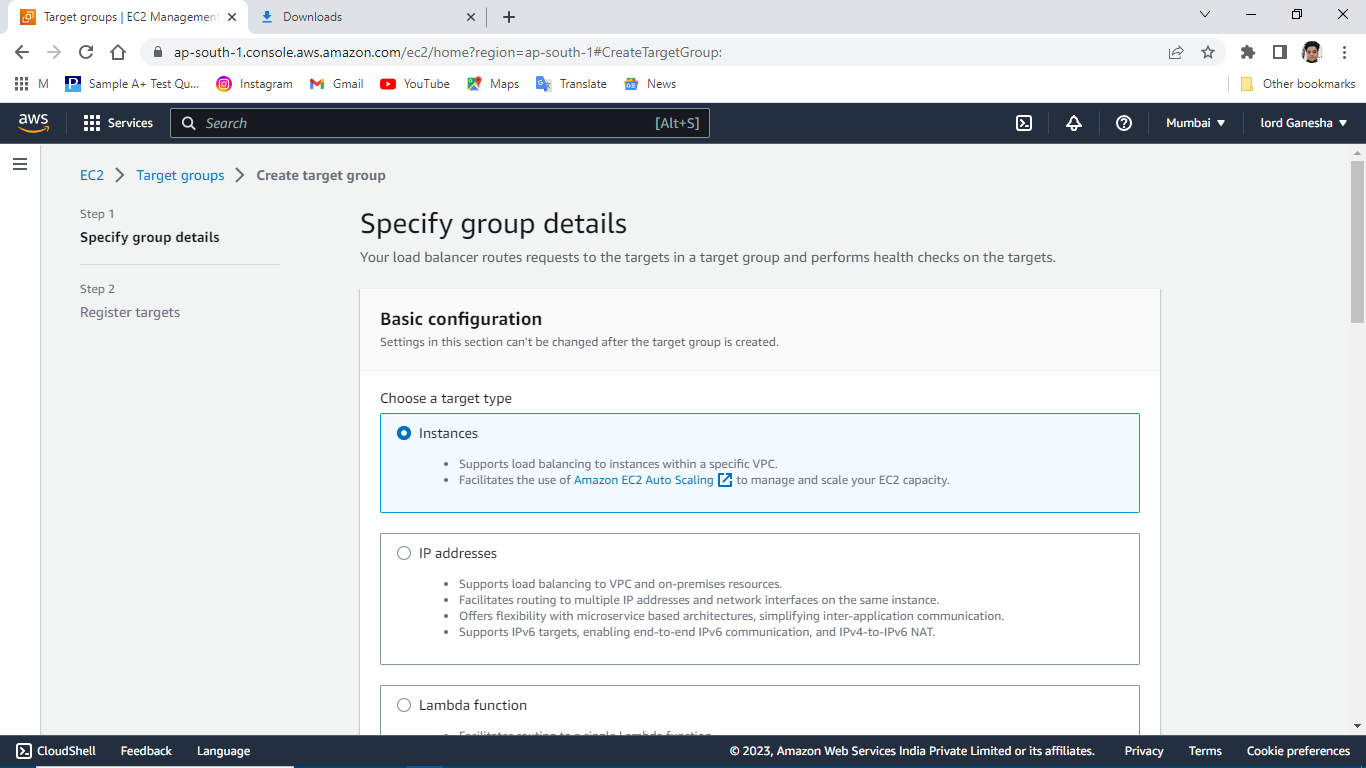 Target groups | EC2 Management
Downloads
ap-south-1.console.aws.amazon.com/ec2/home?region=ap-south-1#CreateTargetGroup:
M
Sample A+ Test Qu...
Instagram
Gmail
YouTube
Maps
Translate
News
Other bookmarks
aws
Services
Search
[Alt+S]
Mumbai
lord Ganesha
EC2
Target groups
Create target group
Step 1
Specify group details
Step 2
Register targets
Specify group details
Your load balancer routes requests to the targets in a target group and performs health checks on the targets.
Basic configuration
Settings in this section can't be changed after the target group is created.
Choose a target type
Instances
Supports load balancing to instances within a specific VPC.
Facilitates the use of Amazon EC2 Auto Scaling to manage and scale your EC2 capacity.
IP addresses
Supports load balancing to VPC and on-premises resources.
Facilitates routing to multiple IP addresses and network interfaces on the same instance.
Offers flexibility with microservice based architectures, simplifying inter-application communication.
Supports IPv6 targets, enabling end-to-end IPv6 communication, and IPv4-to-IPv6 NAT.
Lambda function
Facilitates routing to a single Lambda function.
CloudShell
Feedback
Language
© 2023, Amazon Web Services India Private Limited or its affiliates.
Privacy
Terms
Cookie preferences